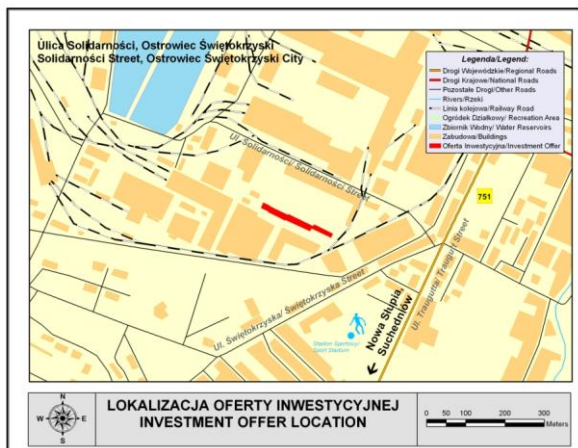 Ulica Solidarności, Ostrowiec Świętokrzyski
Solidarności Street, Ostrowiec Świętokrzyski City
Legenda/Legend:
Drogi Wojewódzkie/Regional Roads
Drogi Krajowe/National Roads
Pozostałe Drogi/Other Roads
Rivers/Rzeki
Linia kolejowa/Railway Road
Ogródek Działkowy/ Recreation Area
Zbiornik Wodny/ Water Reservoirs
Zabudowa/Buildings
Oferta Inwestycyjna/Investment Offer
Ul. Solidarności/ Solidarności Street
751
Ul. Traugutta/ Traugutt Street
Ul. Świętokrzyska/ Świętokrzyska Street
Nowa Słupia,
Suchedniów
Stadion Sportowy/
Sport Stadium
N
W E
S
LOKALIZACJA OFERTY INWESTYCYJNEJ
INVESTMENT OFFER LOCATION
0 50 100 200 300
Meters